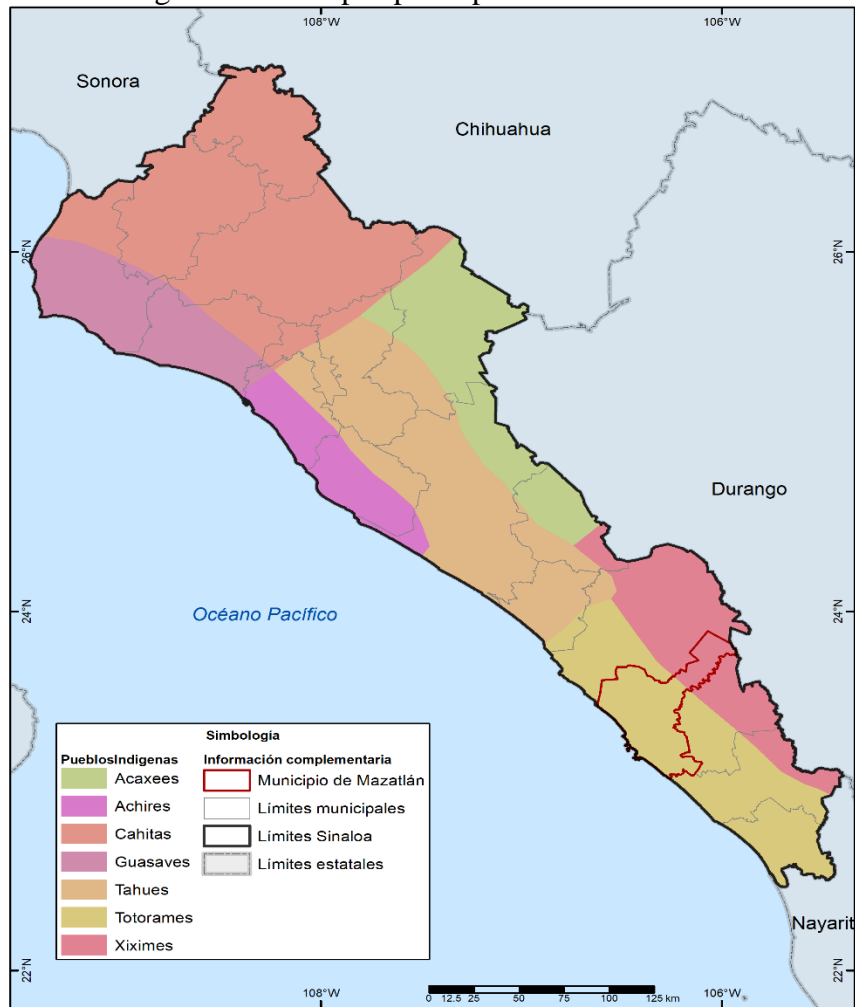 108°W 106°W
Sonora
Chihuahua
26°N 26°N
Durango
24°N 24°N
Océano Pacífico
Simbología
PueblosIndigenas
Acaxees
Achires
Cahitas
Guasaves
Tahues
Totorames
Xiximes
Información complementaria
Municipio de Mazatlán
Límites municipales
Límites Sinaloa
Límites estatales
Nayarit
22°N 22°N
108°W 106°W
0 12.5 25 50 75 100 125 km